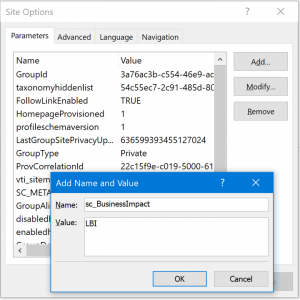 Site Options
Parameters Advanced Language Navigation
Name Value
GroupId 3a76ac3b-c554-46e9-ac
taxonomyhiddenlist 54c55ec7-2c91-485d-80
FollowLinkEnabled TRUE
HomepageProvisioned 1
profileschemaversion 1
LastGroupSitePrivacyUp... 636599393455127024
GroupType Private
ProvCorrelationId 22c15f9e-c019-5000-61
vti_sitem
SC_META
GroupAlia
disabledh
enabledh
Add...
Modify...
Remove
Add Name and Value
Name: sc_BusinessImpact
Value: LBI
OK Cancel